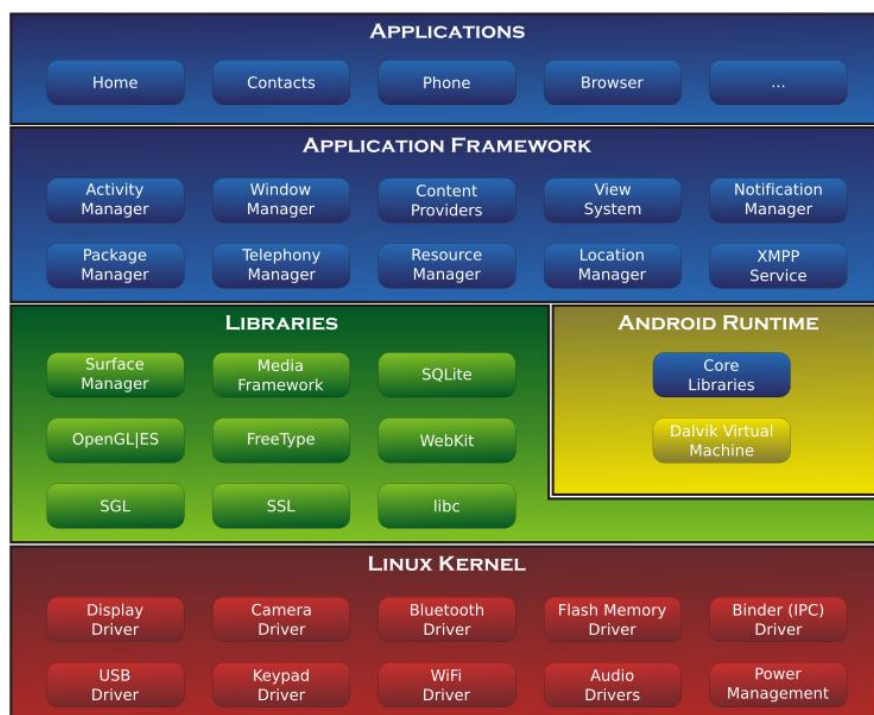 APPLICATIONS
Home
Contacts
Phone
Browser
...
APPLICATION FRAMEWORK
Activity
Manager
Window
Manager
Content
Providers
View
System
Notification
Manager
Package
Manager
Telephony
Manager
Resource
Manager
Location
Manager
XMPP
Service
LIBRARIES
Surface
Manager
Media
Framework
SQLite
OpenGL|ES
FreeType
WebKit
SGL
SSL
libc
ANDROID RUNTIME
Core
Libraries
Dalvik Virtual
Machine
LINUX KERNEL
Display
Driver
Camera
Driver
Bluetooth
Driver
Flash Memory
Driver
Binder (IPC)
Driver
USB
Driver
Keypad
Driver
WiFi
Driver
Audio
Drivers
Power
Management